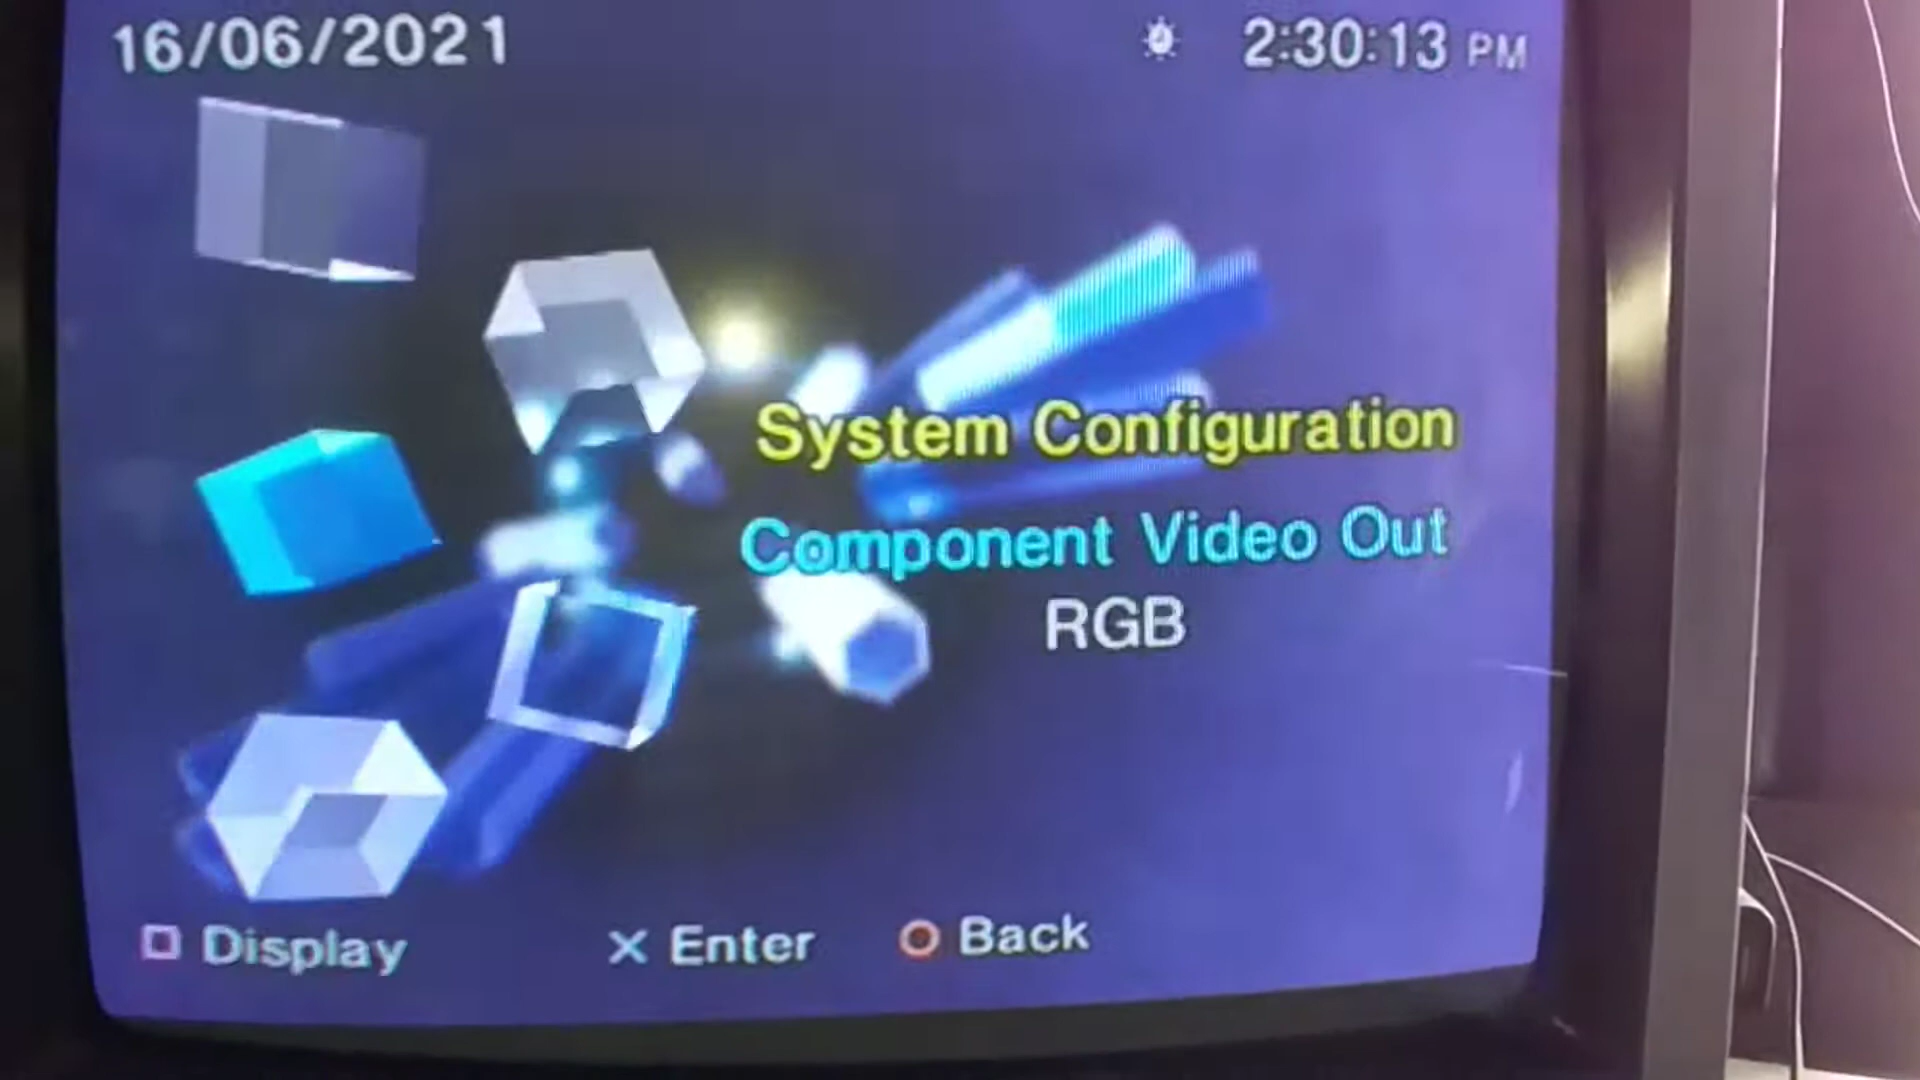 16/06/2021 2:30:13 PM
System Configuration
Component Video Out
RGB
Display Enter Back